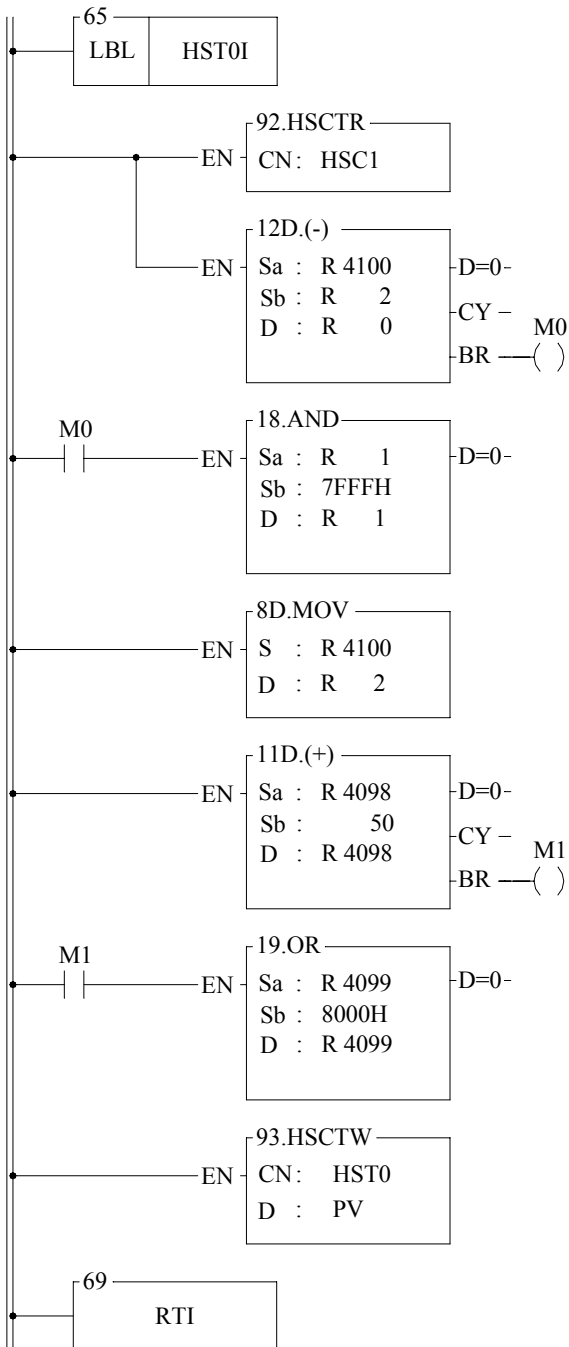 65
LBL HST0I
92.HSCTR
EN CN: HSC1
12D.(-)
EN Sa : R 4100 D=0
Sb : R 2 CY
D : R 0 BR M0
M0
18.AND
EN Sa : R 1 D=0
Sb : 7FFFH
D : R 1
8D.MOV
EN S : R 4100
D : R 2
11D.(+)
EN Sa : R 4098 D=0
Sb : 50 CY
D : R 4098 BR M1
M1
19.OR
EN Sa : R 4099 D=0
Sb : 8000H
D : R 4099
93.HSCTW
EN CN: HST0
D : PV
69
RTI